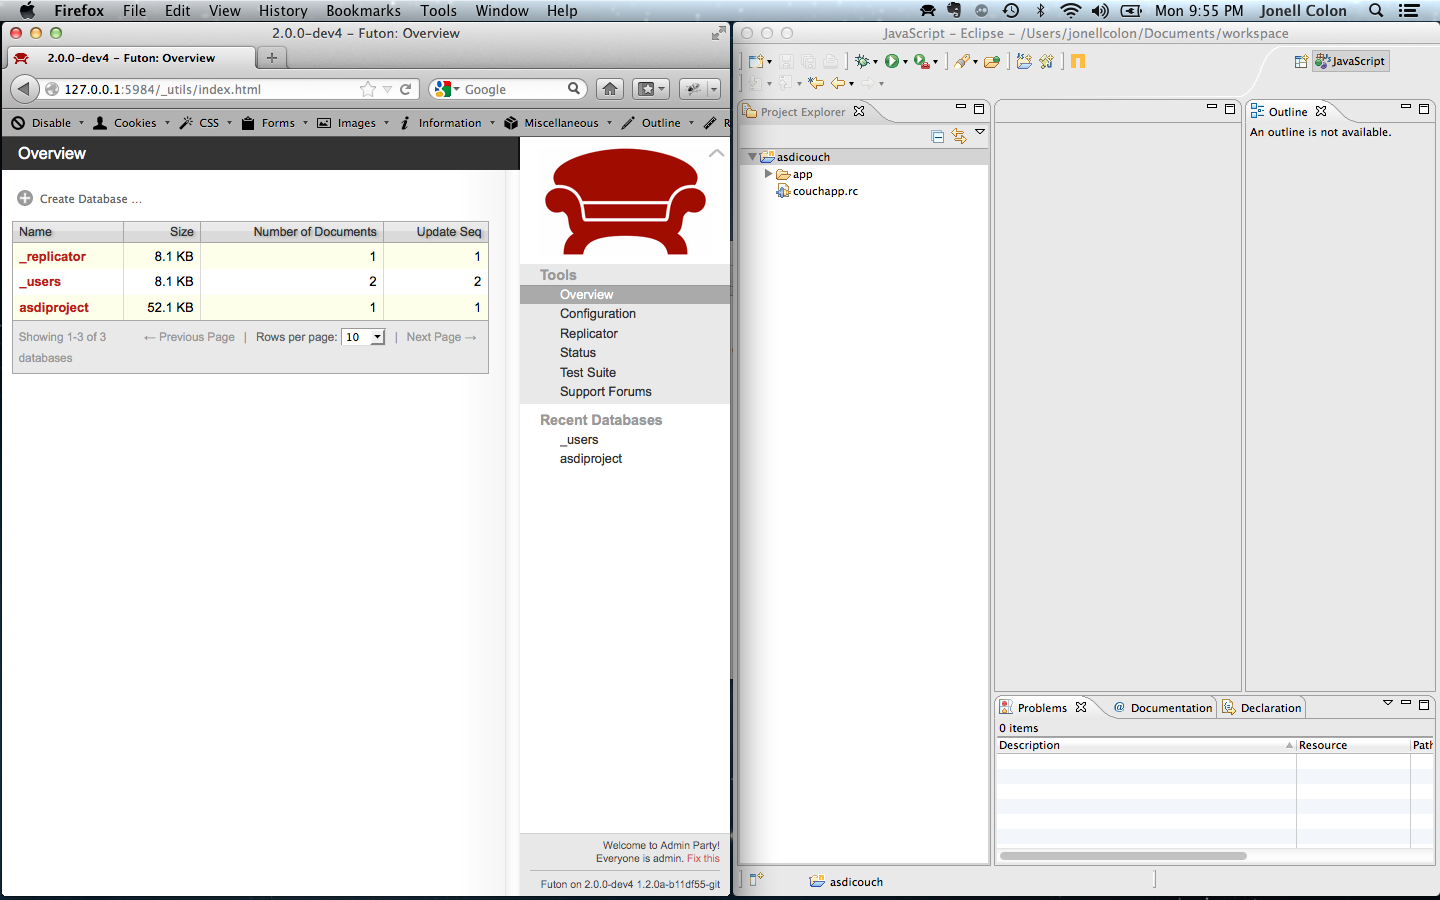 Firefox File Edit View History Bookmarks Tools Window Help Mon 9:55 PM Jonell Colon
2.0.0-dev4 – Futon: Overview
2.0.0-dev4 – Futon: Overview
127.0.0.1:5984/_utils/index.html Google
Disable Cookies CSS Forms Images Information Miscellaneous Outline R
Overview
Create Database ...
Name Size Number of Documents Update Seq
_replicator 8.1 KB 1 1
_users 8.1 KB 2 2
asdiproject 52.1 KB 1 1
Showing 1-3 of 3 databases ← Previous Page | Rows per page: 10 | Next Page →
Tools
Overview
Configuration
Replicator
Status
Test Suite
Support Forums
Recent Databases
_users
asdiproject
Welcome to Admin Party!
Everyone is admin. Fix this
Futon on 2.0.0-dev4 1.2.0a-b11df55-git
JavaScript – Eclipse – /Users/jonellcolon/Documents/workspace
JavaScript
Project Explorer
asdicouch
app
couchapp.rc
Outline
An outline is not available.
Problems @ Documentation Declaration
0 items
Description Resource Path
asdicouch